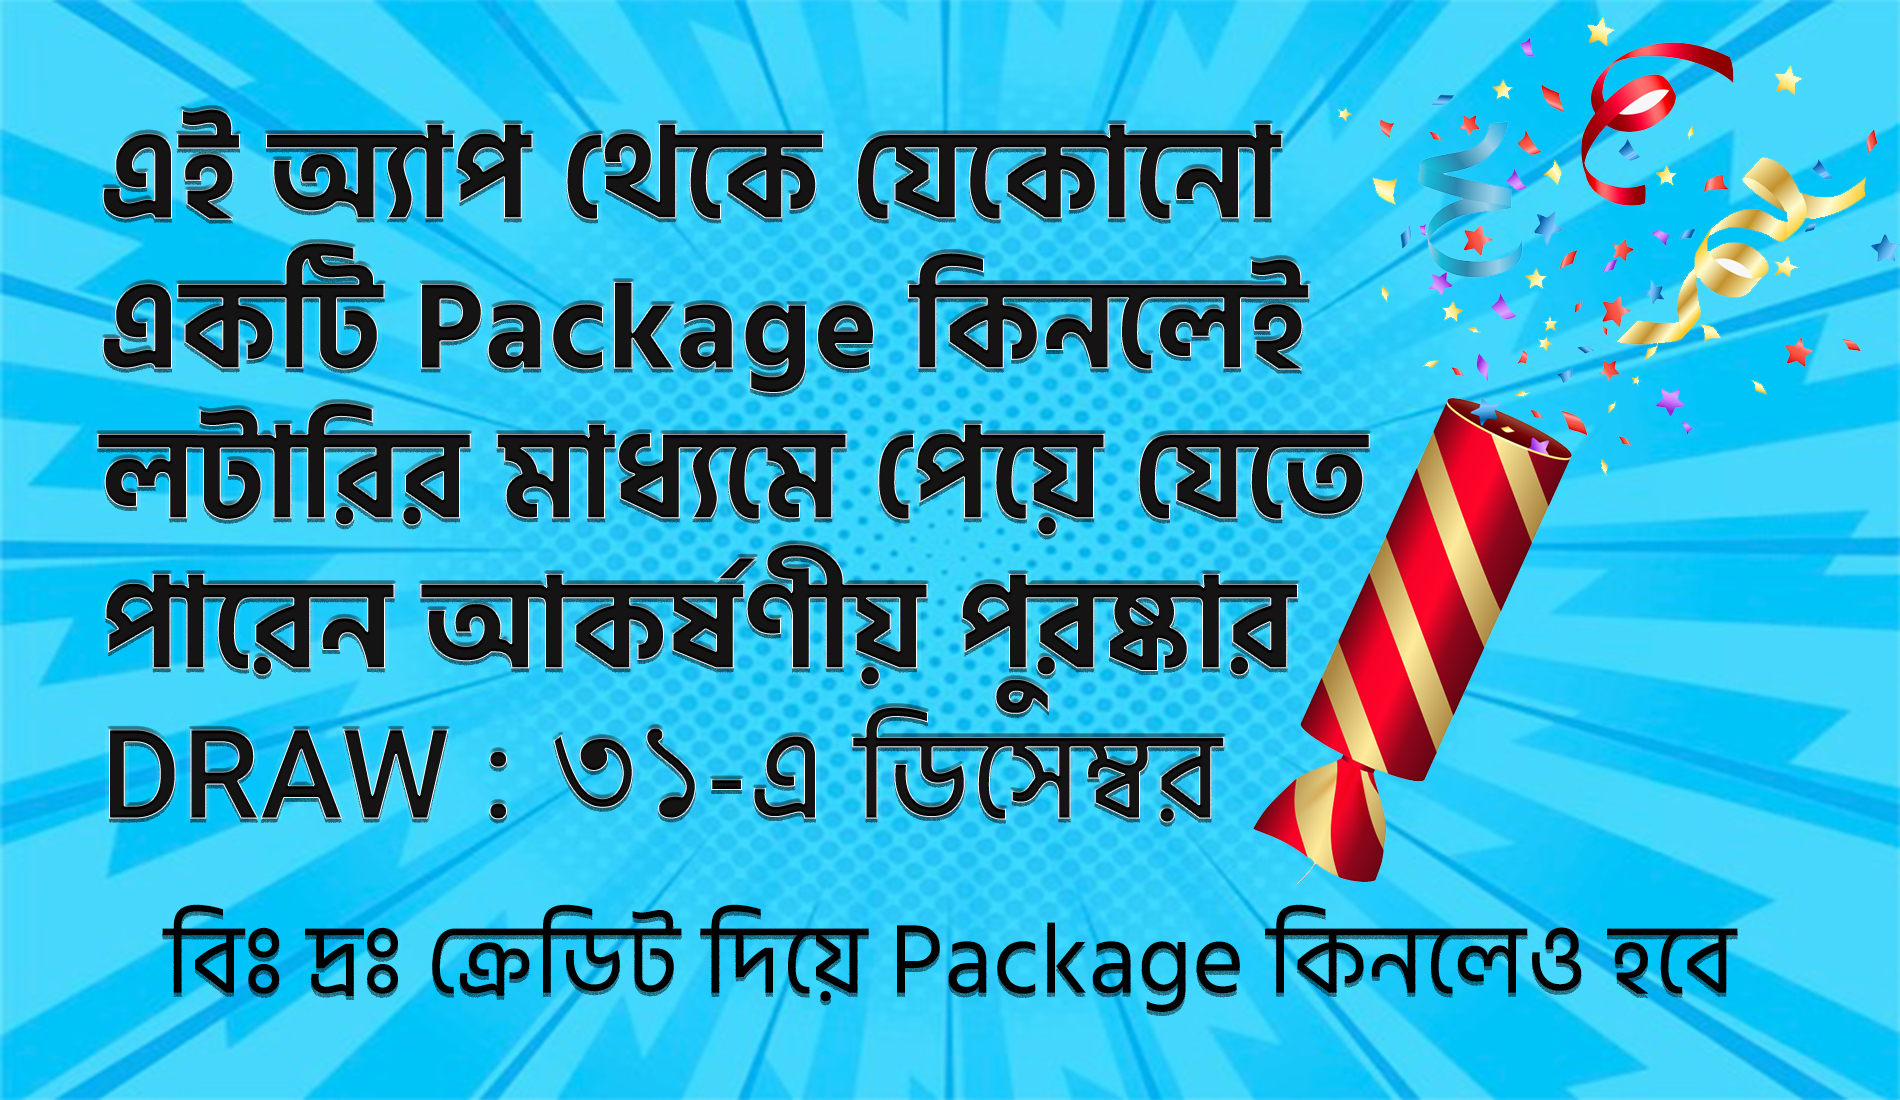 এই অ্যাপ থেকে যেকোনো
একটি Package কিনলেই
লটারির মাধ্যমে পেয়ে যেতে
পারেন আকর্ষণীয় পুরষ্কার
DRAW : ৩১-এ ডিসেম্বর
বিঃ দ্রঃ ক্রেডিট দিয়ে Package কিনলেও হবে